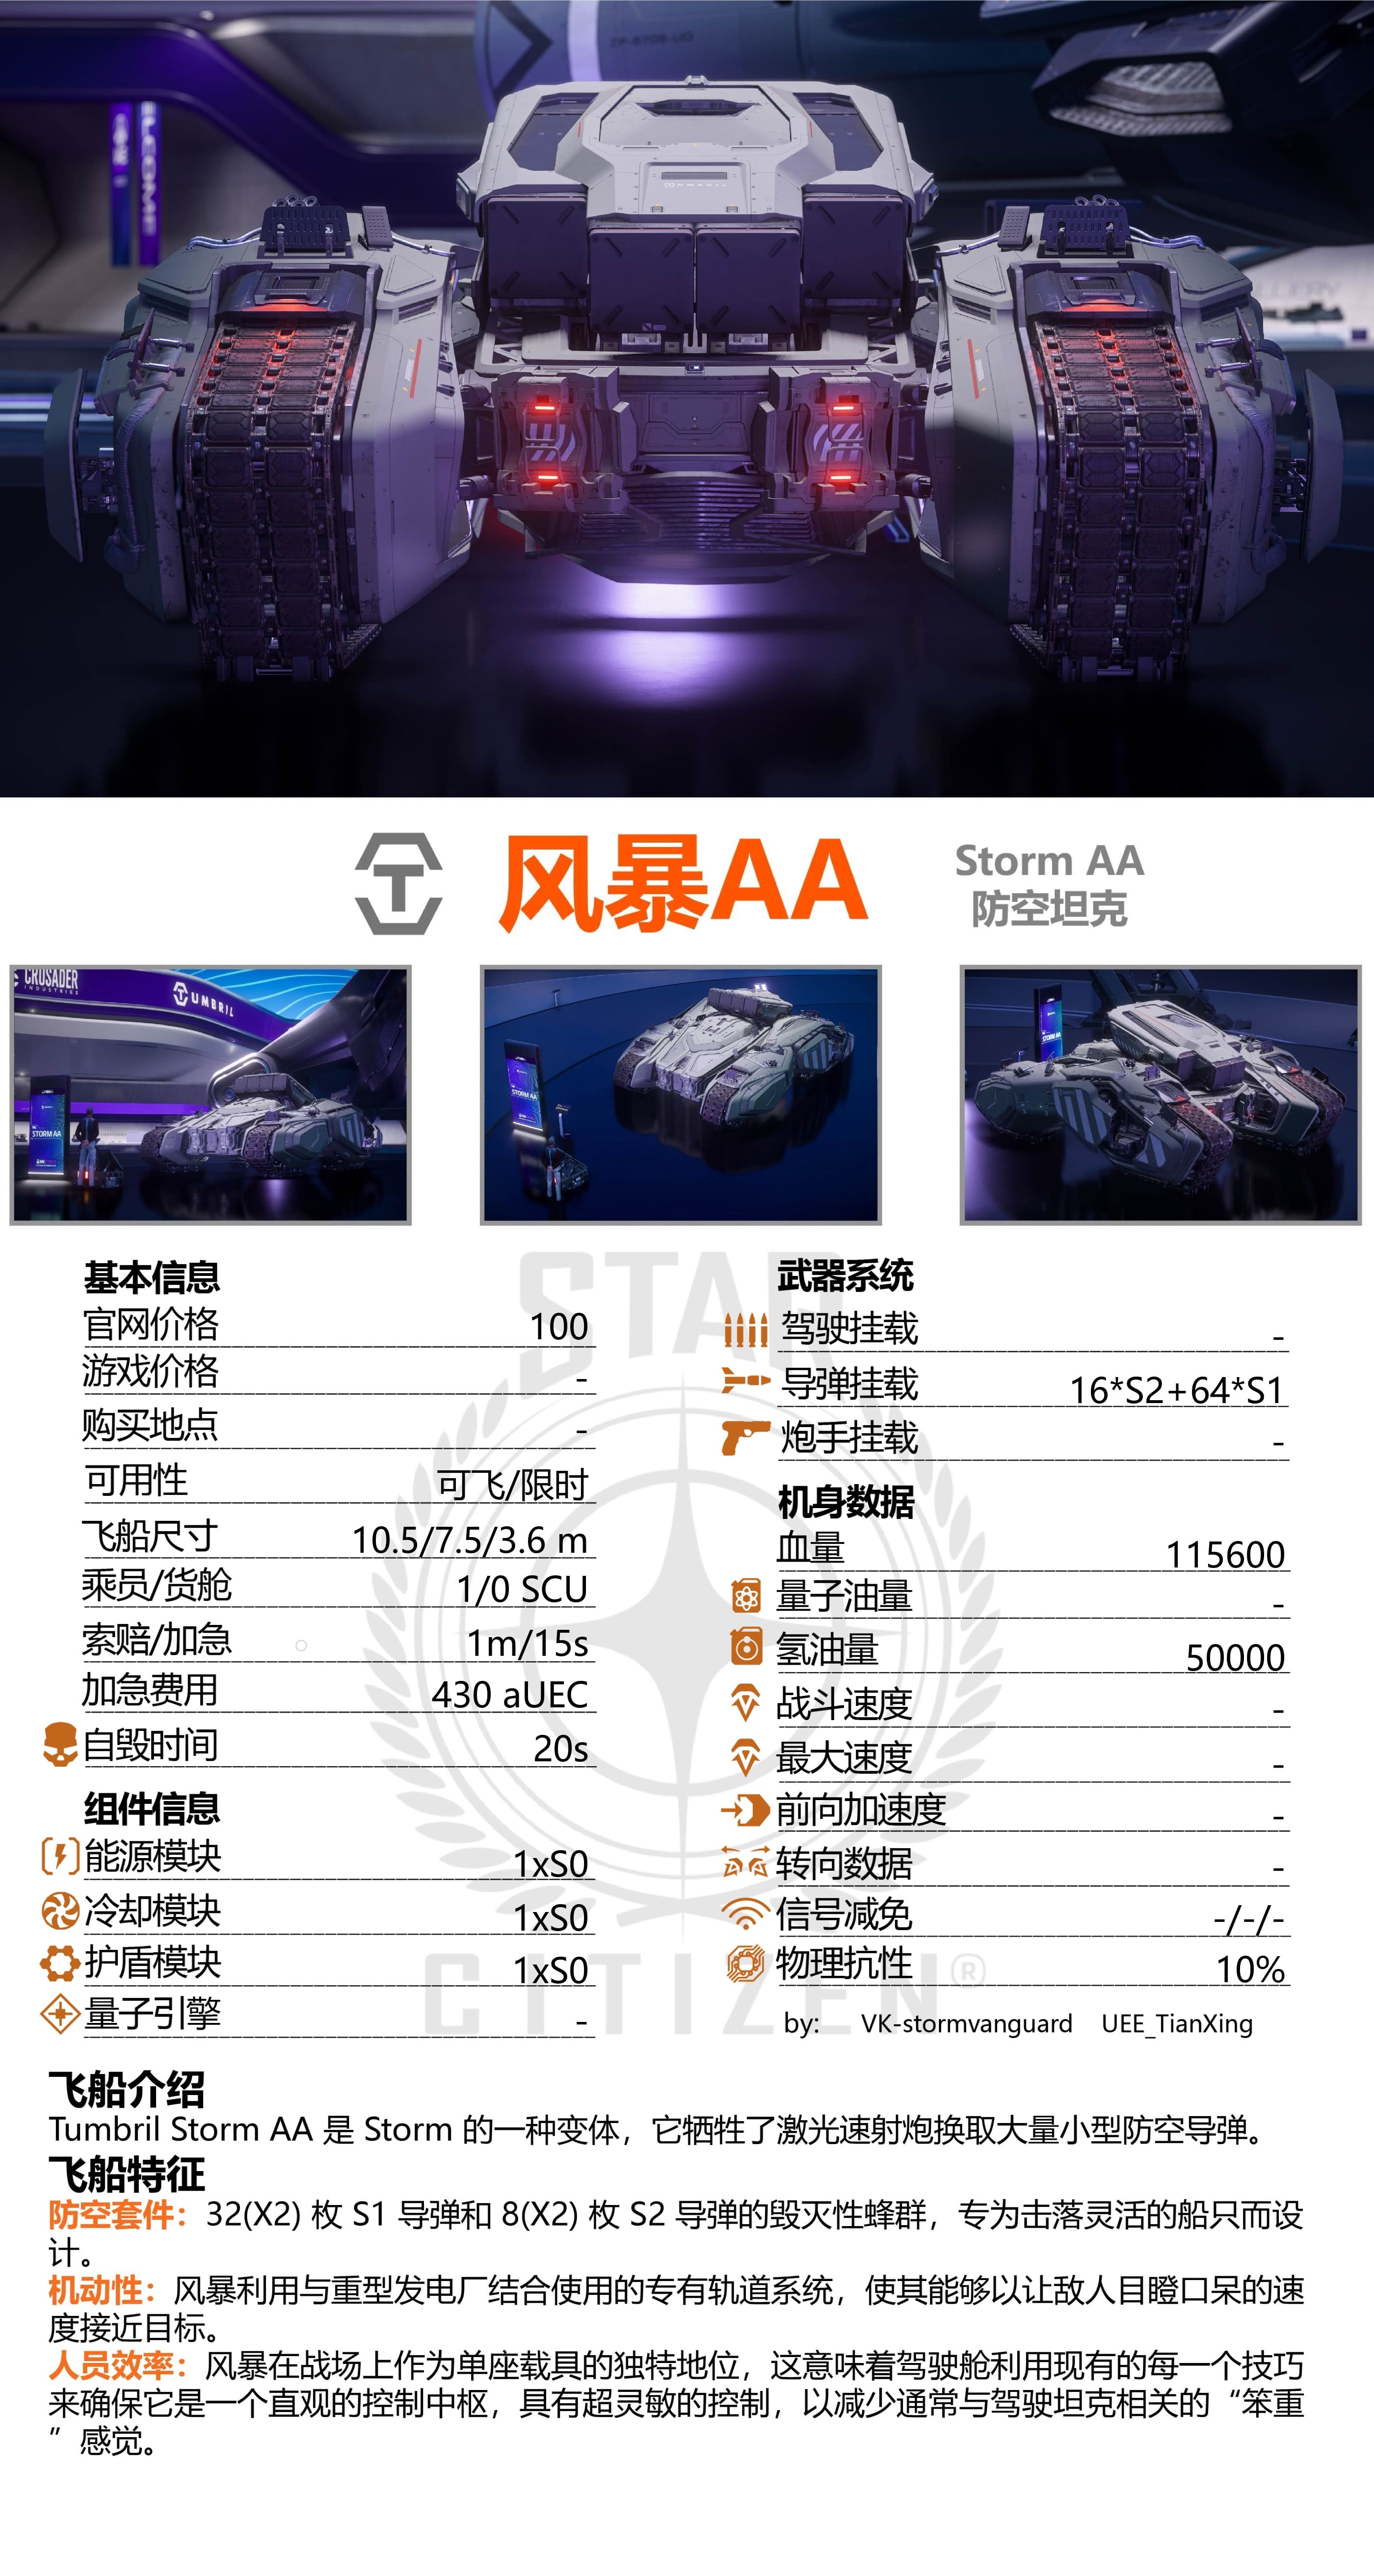 ELCOME
风暴AA
Storm AA
防空坦克
CRUSADER
INDUSTRIES
TUMBRIL
STORM AA
STORM AA
STORM AA
STAR
CITIZEN®
基本信息
官网价格 100
游戏价格 -
购买地点 -
可用性 可飞/限时
飞船尺寸 10.5/7.5/3.6 m
乘员/货舱 1/0 SCU
索赔/加急 1m/15s
加急费用 430 aUEC
自毁时间 20s
组件信息
能源模块 1xS0
冷却模块 1xS0
护盾模块 1xS0
量子引擎 -
武器系统
驾驶挂载 -
导弹挂载 16*S2+64*S1
炮手挂载 -
机身数据
血量 115600
量子油量 -
氢油量 50000
战斗速度 -
最大速度 -
前向加速度 -
转向数据 -
信号减免 -/-/-
物理抗性 10%
by: VK-stormvanguard UEE_TianXing
飞船介绍
Tumbril Storm AA 是 Storm 的一种变体，它牺牲了激光速射炮换取大量小型防空导弹。
飞船特征
防空套件：32(X2) 枚 S1 导弹和 8(X2) 枚 S2 导弹的毁灭性蜂群，专为击落灵活的船只而设
计。
机动性：风暴利用与重型发电厂结合使用的专有轨道系统，使其能够以让敌人目瞪口呆的速
度接近目标。
人员效率：风暴在战场上作为单座载具的独特地位，这意味着驾驶舱利用现有的每一个技巧
来确保它是一个直观的控制中枢，具有超灵敏的控制，以减少通常与驾驶坦克相关的“笨重
”感觉。